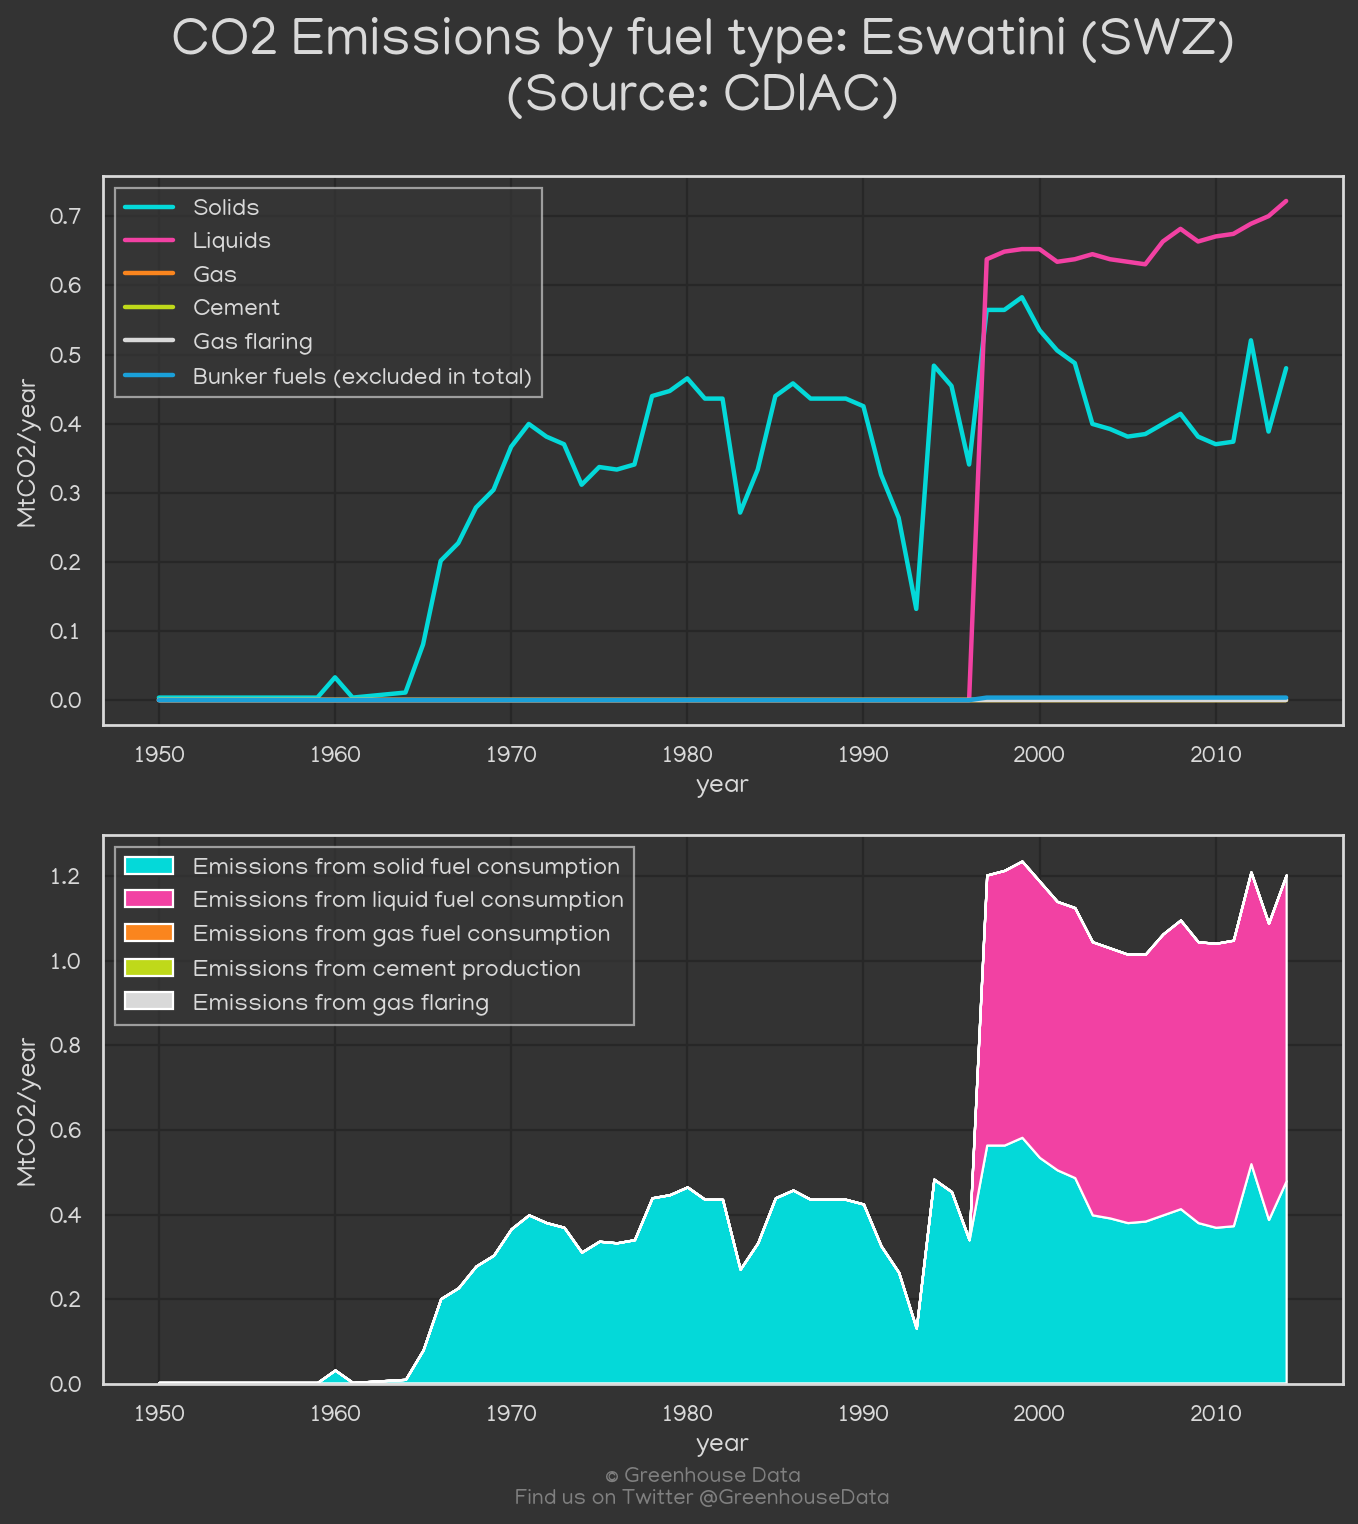 CO2 Emissions by fuel type: Eswatini (SWZ)
(Source: CDIAC)
Solids
Liquids
Gas
Cement
Gas flaring
Bunker fuels (excluded in total)
MtCO2/year
0.7
0.6
0.5
0.4
0.3
0.2
0.1
0.0
1950 1960 1970 1980 1990 2000 2010
year
Emissions from solid fuel consumption
Emissions from liquid fuel consumption
Emissions from gas fuel consumption
Emissions from cement production
Emissions from gas flaring
MtCO2/year
1.2
1.0
0.8
0.6
0.4
0.2
0.0
1950 1960 1970 1980 1990 2000 2010
year
© Greenhouse Data
Find us on Twitter @GreenhouseData